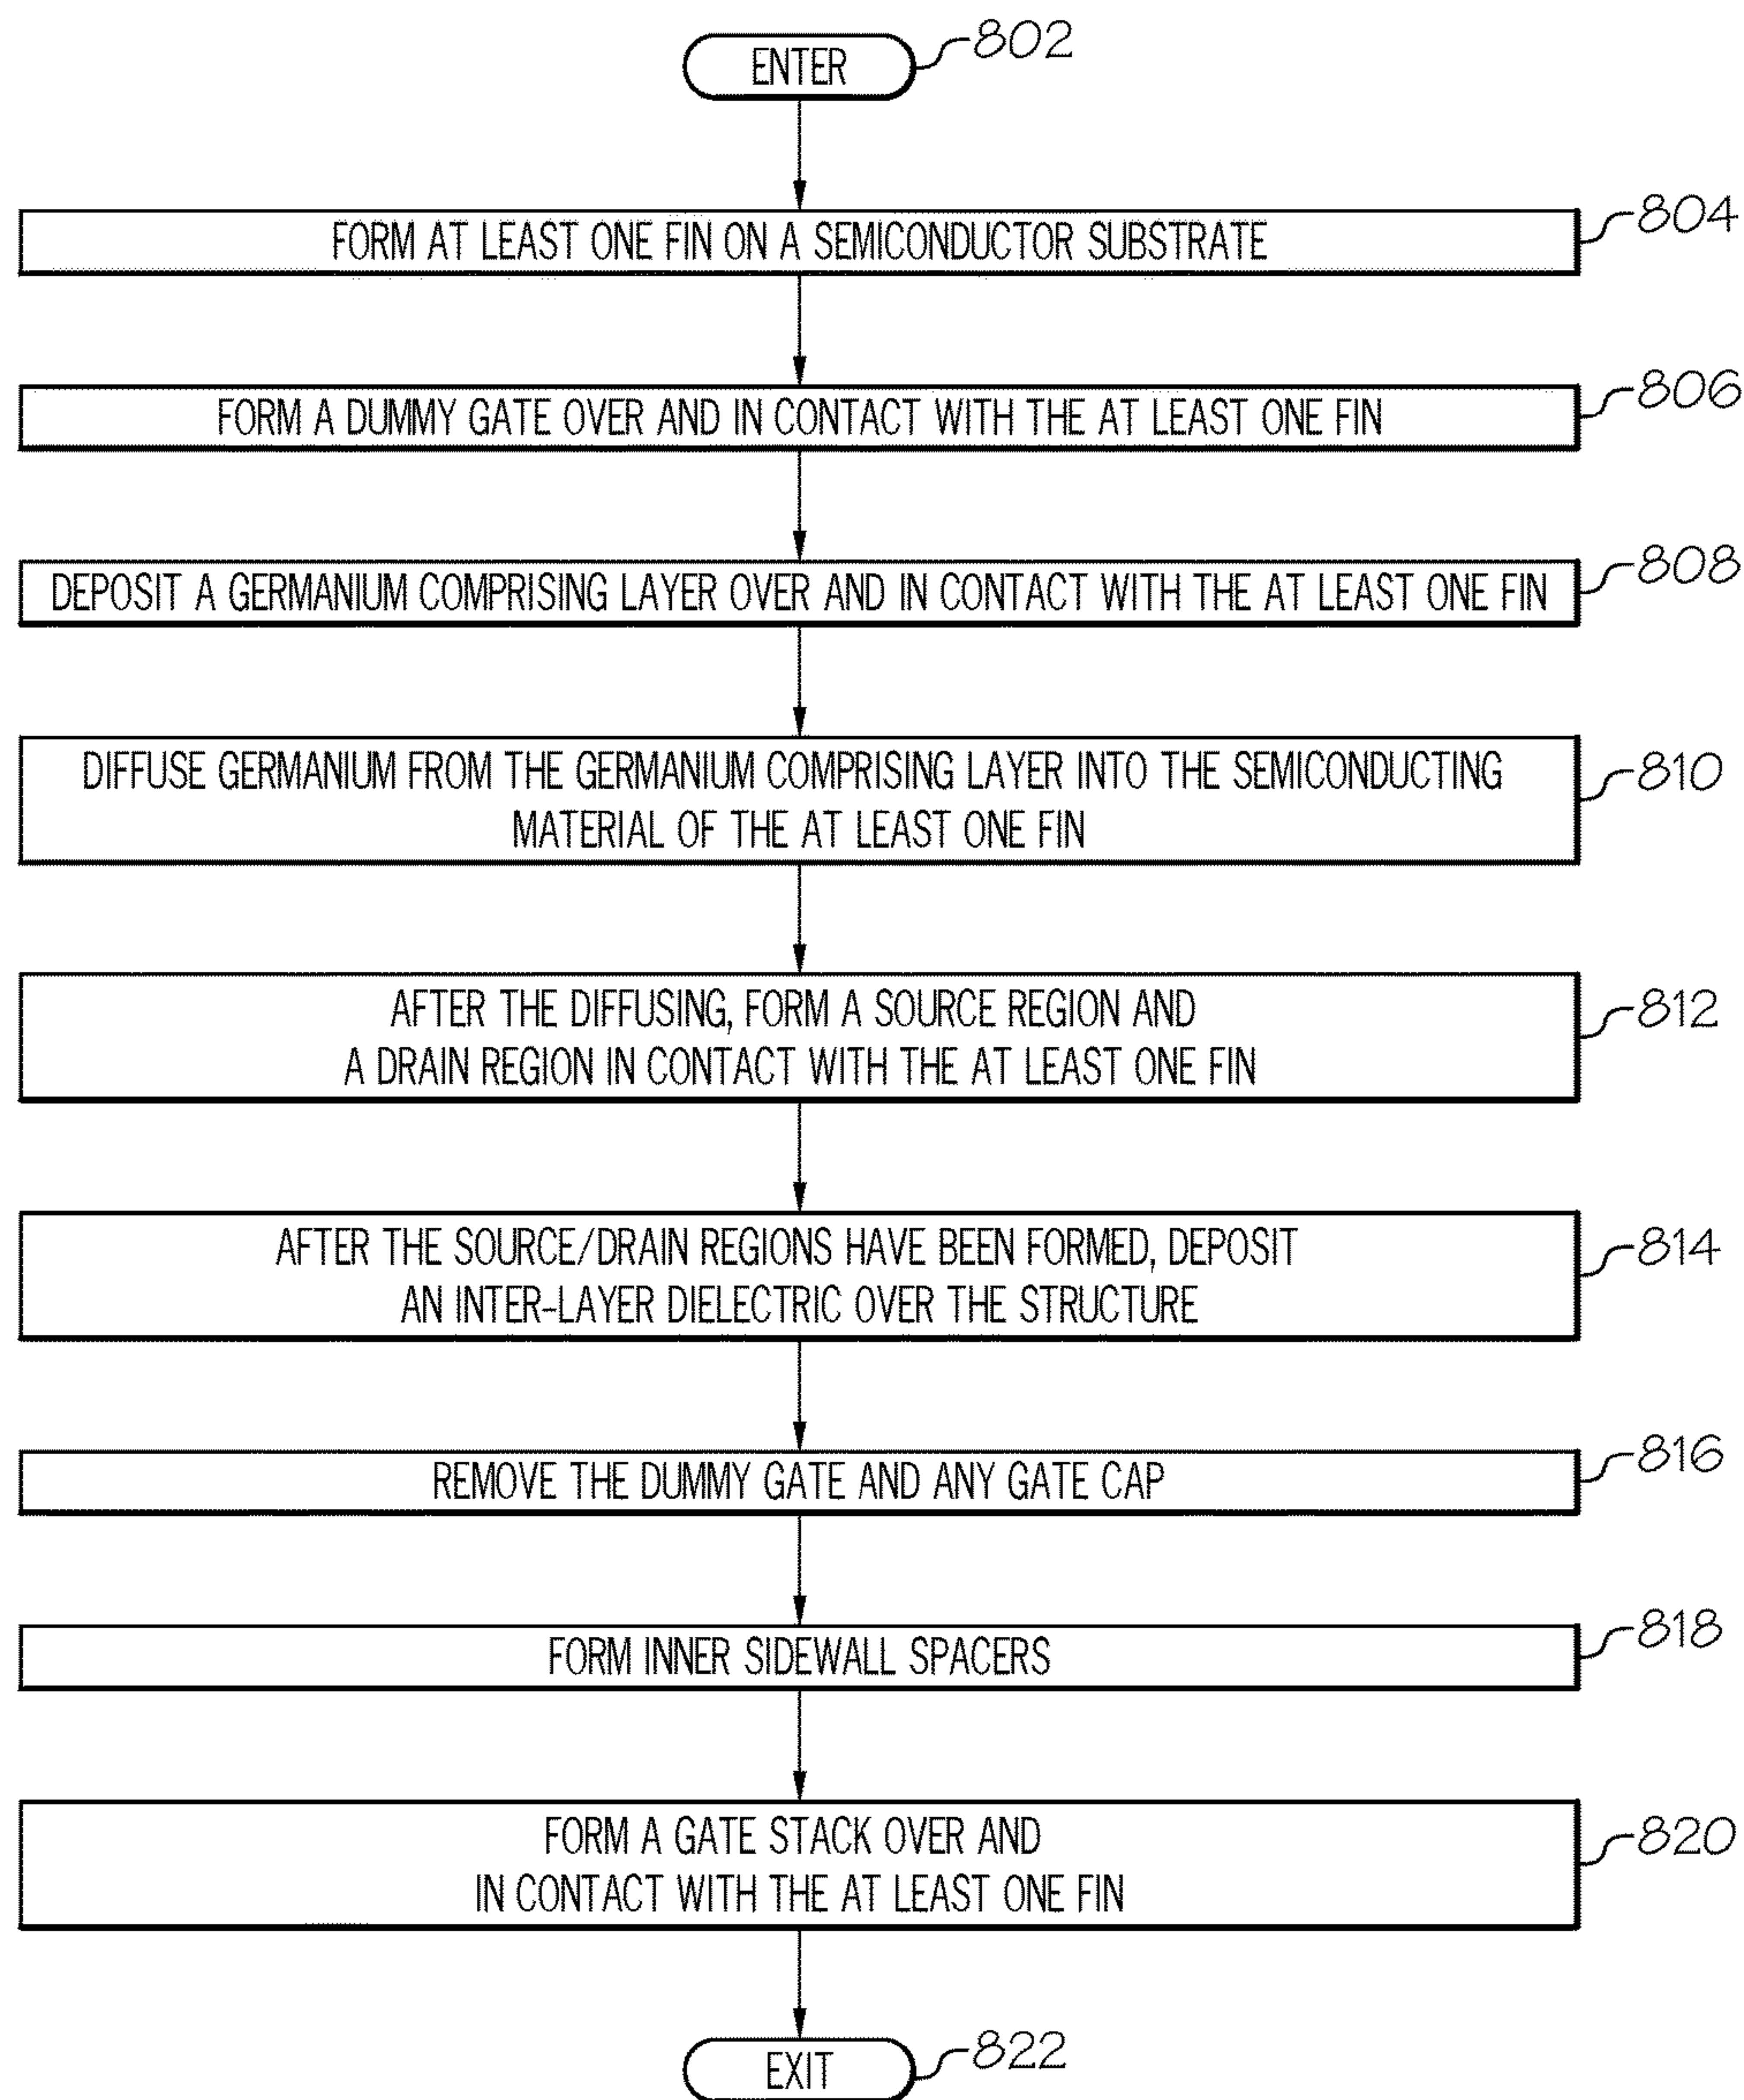 ENTER
802
FORM AT LEAST ONE FIN ON A SEMICONDUCTOR SUBSTRATE
804
FORM A DUMMY GATE OVER AND IN CONTACT WITH THE AT LEAST ONE FIN
806
DEPOSIT A GERMANIUM COMPRISING LAYER OVER AND IN CONTACT WITH THE AT LEAST ONE FIN
808
DIFFUSE GERMANIUM FROM THE GERMANIUM COMPRISING LAYER INTO THE SEMICONDUCTING
MATERIAL OF THE AT LEAST ONE FIN
810
AFTER THE DIFFUSING, FORM A SOURCE REGION AND
A DRAIN REGION IN CONTACT WITH THE AT LEAST ONE FIN
812
AFTER THE SOURCE/DRAIN REGIONS HAVE BEEN FORMED, DEPOSIT
AN INTER-LAYER DIELECTRIC OVER THE STRUCTURE
814
REMOVE THE DUMMY GATE AND ANY GATE CAP
816
FORM INNER SIDEWALL SPACERS
818
FORM A GATE STACK OVER AND
IN CONTACT WITH THE AT LEAST ONE FIN
820
EXIT
822